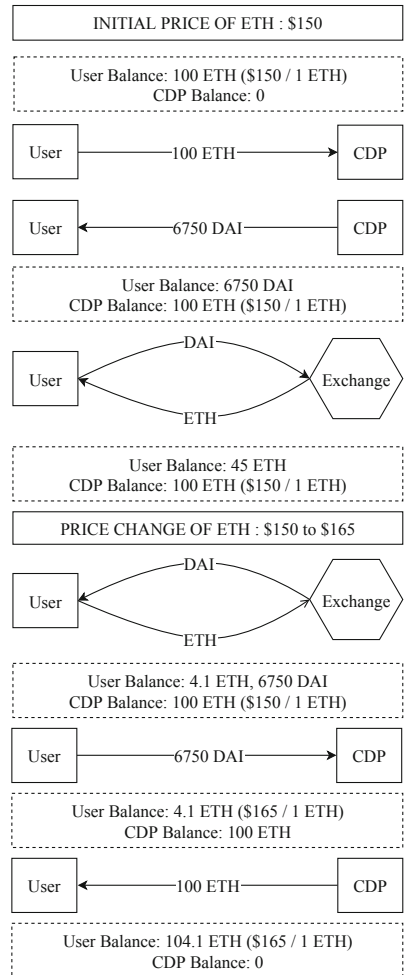 INITIAL PRICE OF ETH : $150
User Balance: 100 ETH ($150 / 1 ETH)
CDP Balance: 0
User
100 ETH
CDP
User
6750 DAI
CDP
User Balance: 6750 DAI
CDP Balance: 100 ETH ($150 / 1 ETH)
DAI
User
Exchange
ETH
User Balance: 45 ETH
CDP Balance: 100 ETH ($150 / 1 ETH)
PRICE CHANGE OF ETH : $150 to $165
DAI
User
Exchange
ETH
User Balance: 4.1 ETH, 6750 DAI
CDP Balance: 100 ETH ($150 / 1 ETH)
User
6750 DAI
CDP
User Balance: 4.1 ETH ($165 / 1 ETH)
CDP Balance: 100 ETH
User
100 ETH
CDP
User Balance: 104.1 ETH ($165 / 1 ETH)
CDP Balance: 0